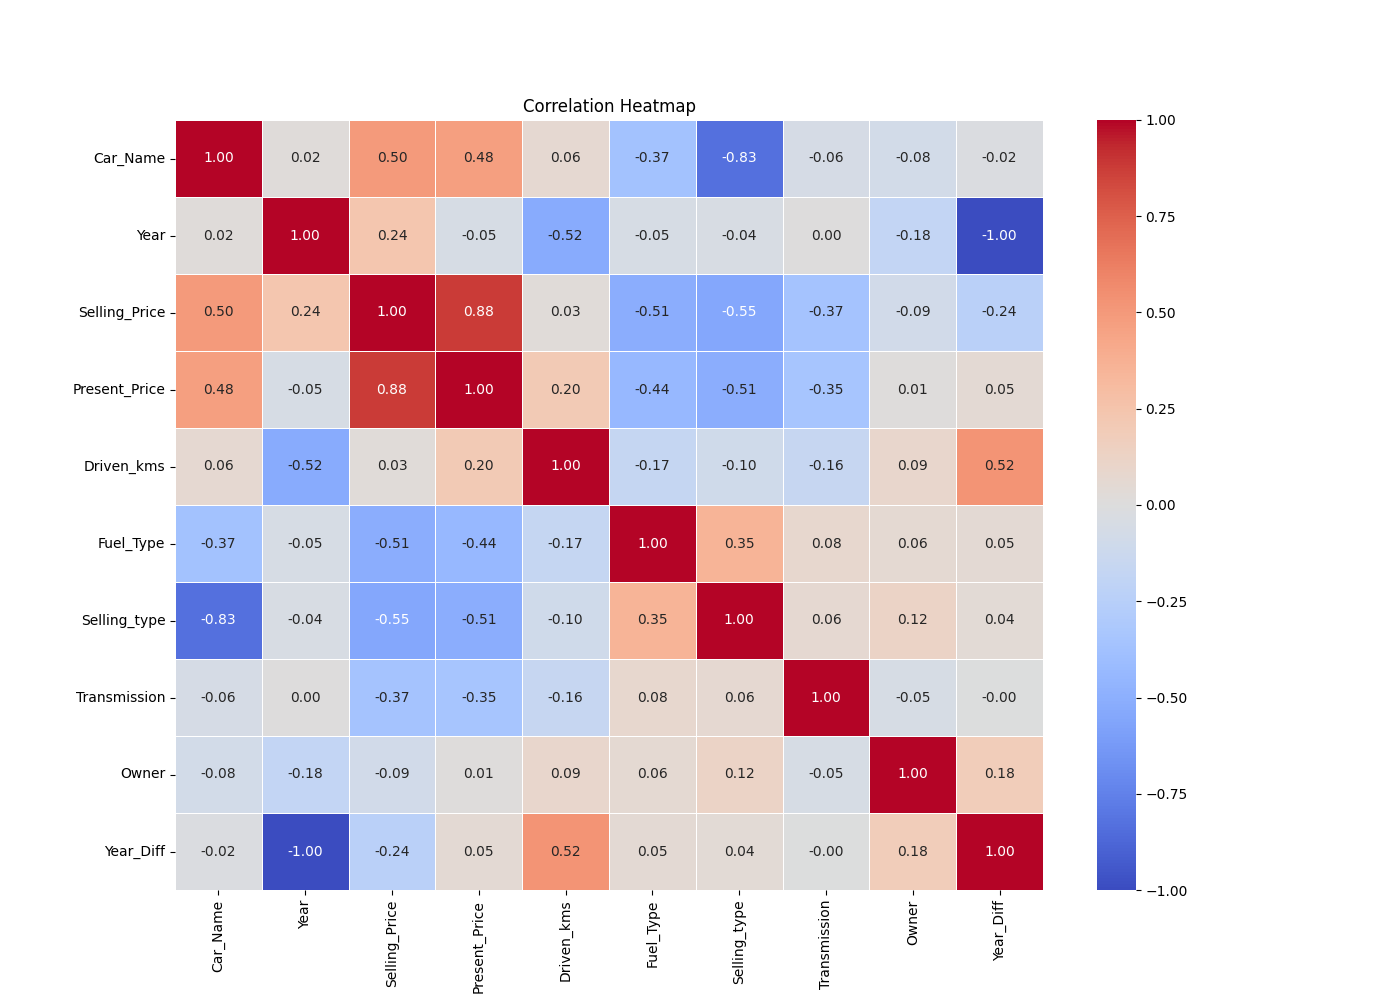 Correlation Heatmap
Car_Name 1.00 0.02 0.50 0.48 0.06 -0.37 -0.83 -0.06 -0.08 -0.02
Year 0.02 1.00 0.24 -0.05 -0.52 -0.05 -0.04 0.00 -0.18 -1.00
Selling_Price 0.50 0.24 1.00 0.88 0.03 -0.51 -0.55 -0.37 -0.09 -0.24
Present_Price 0.48 -0.05 0.88 1.00 0.20 -0.44 -0.51 -0.35 0.01 0.05
Driven_kms 0.06 -0.52 0.03 0.20 1.00 -0.17 -0.10 -0.16 0.09 0.52
Fuel_Type -0.37 -0.05 -0.51 -0.44 -0.17 1.00 0.35 0.08 0.06 0.05
Selling_type -0.83 -0.04 -0.55 -0.51 -0.10 0.35 1.00 0.06 0.12 0.04
Transmission -0.06 0.00 -0.37 -0.35 -0.16 0.08 0.06 1.00 -0.05 -0.00
Owner -0.08 -0.18 -0.09 0.01 0.09 0.06 0.12 -0.05 1.00 0.18
Year_Diff -0.02 -1.00 -0.24 0.05 0.52 0.05 0.04 -0.00 0.18 1.00
Car_Name
Year
Selling_Price
Present_Price
Driven_kms
Fuel_Type
Selling_type
Transmission
Owner
Year_Diff
1.00
0.75
0.50
0.25
0.00
−0.25
−0.50
−0.75
−1.00